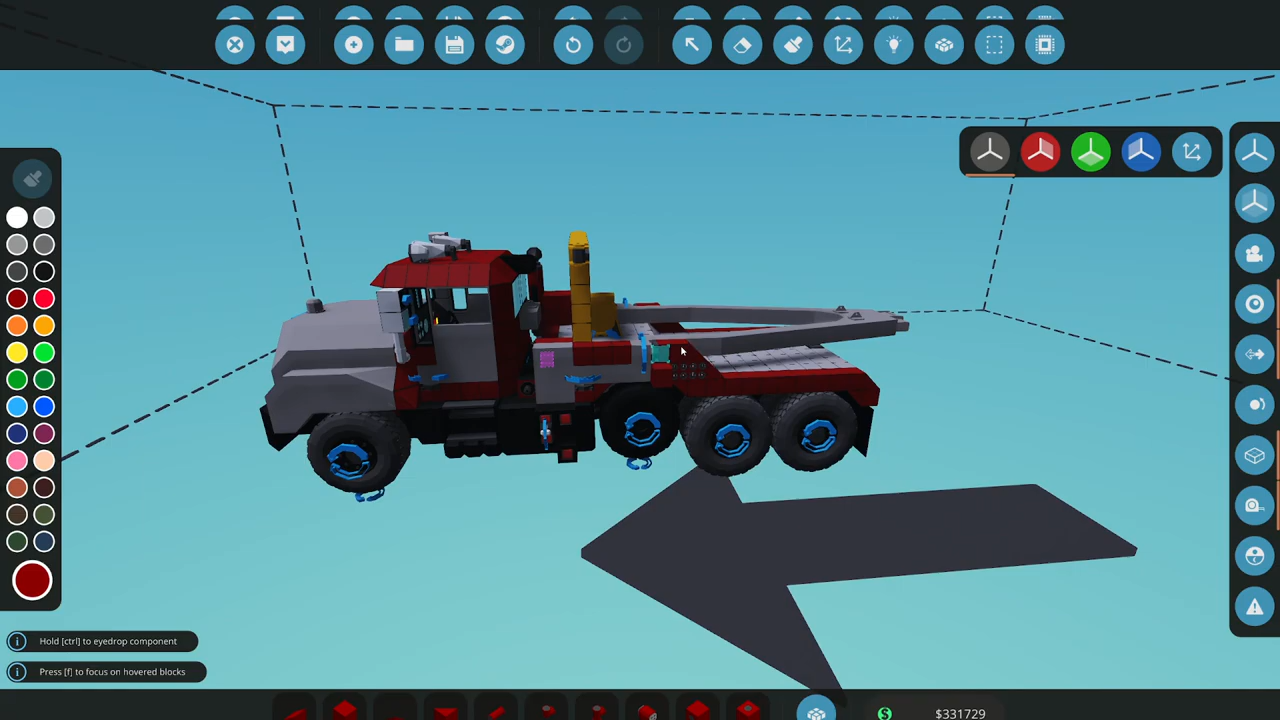 Hold [ctrl] to eyedrop component
Press [f] to focus on hovered blocks
$331729